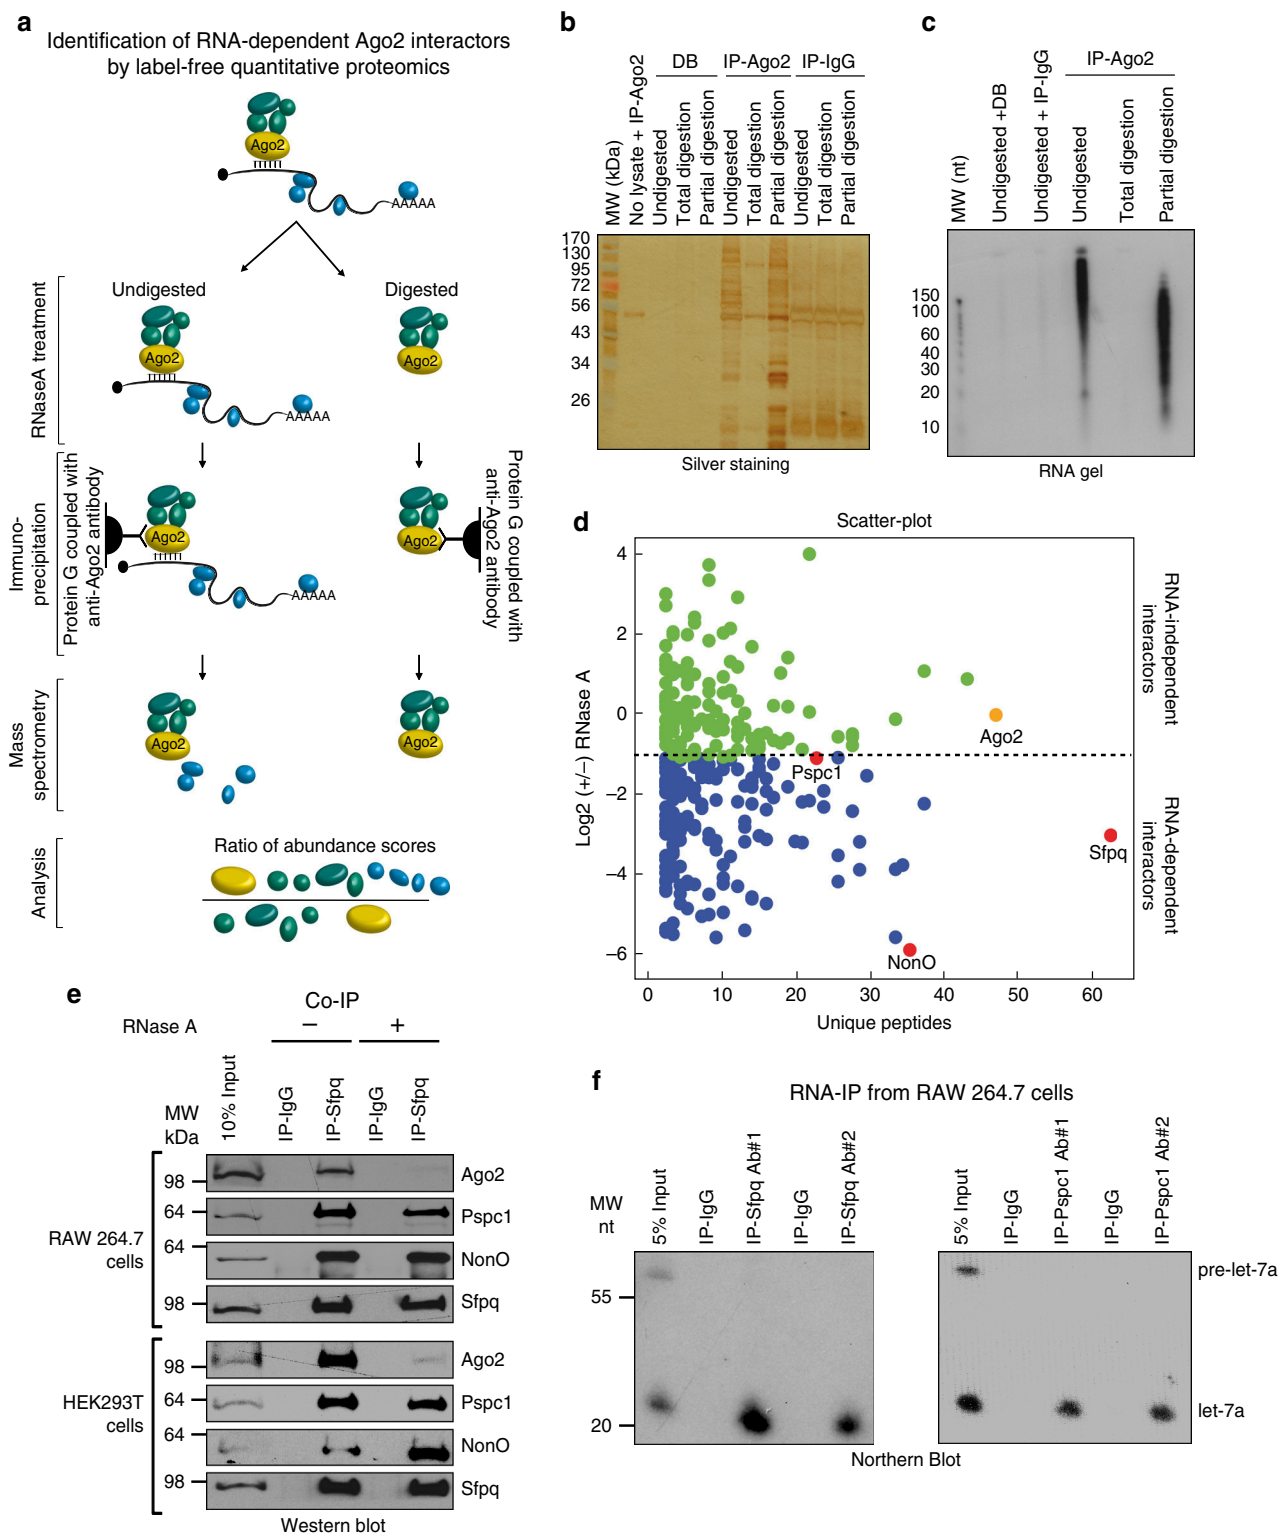 a
Identification of RNA-dependent Ago2 interactors
by label-free quantitative proteomics
Ago2
AAAAA
RNaseA treatment
Undigested
Digested
Ago2
Ago2
AAAAA
Immuno-
precipitation
Protein G coupled with
anti-Ago2 antibody
Ago2
AAAAA
Ago2
Protein G coupled with
anti-Ago2 antibody
Mass
spectrometry
Ago2
Ago2
Analysis
Ratio of abundance scores
b
DB
IP-Ago2
IP-IgG
MW (kDa)
No lysate + IP-Ago2
Undigested
Total digestion
Partial digestion
Undigested
Total digestion
Partial digestion
Undigested
Total digestion
Partial digestion
170
130
95
72
56
43
34
26
Silver staining
c
IP-Ago2
MW (nt)
Undigested +DB
Undigested + IP-IgG
Undigested
Total digestion
Partial digestion
150
100
60
40
30
20
10
RNA gel
d
Scatter-plot
Log2 (+/−) RNase A
4
2
0
−2
−4
−6
0
10
20
30
40
50
60
Unique peptides
Ago2
Pspc1
Sfpq
NonO
RNA-independent
interactors
RNA-dependent
interactors
e
Co-IP
RNase A
−
+
MW
kDa
10% Input
IP-IgG
IP-Sfpq
IP-IgG
IP-Sfpq
RAW 264.7
cells
98
Ago2
64
Pspc1
64
NonO
98
Sfpq
HEK293T
cells
98
Ago2
64
Pspc1
64
NonO
98
Sfpq
Western blot
f
RNA-IP from RAW 264.7 cells
MW
nt
5% Input
IP-IgG
IP-Sfpq Ab#1
IP-IgG
IP-Sfpq Ab#2
5% Input
IP-IgG
IP-Pspc1 Ab#1
IP-IgG
IP-Pspc1 Ab#2
55
20
pre-let-7a
let-7a
Northern Blot